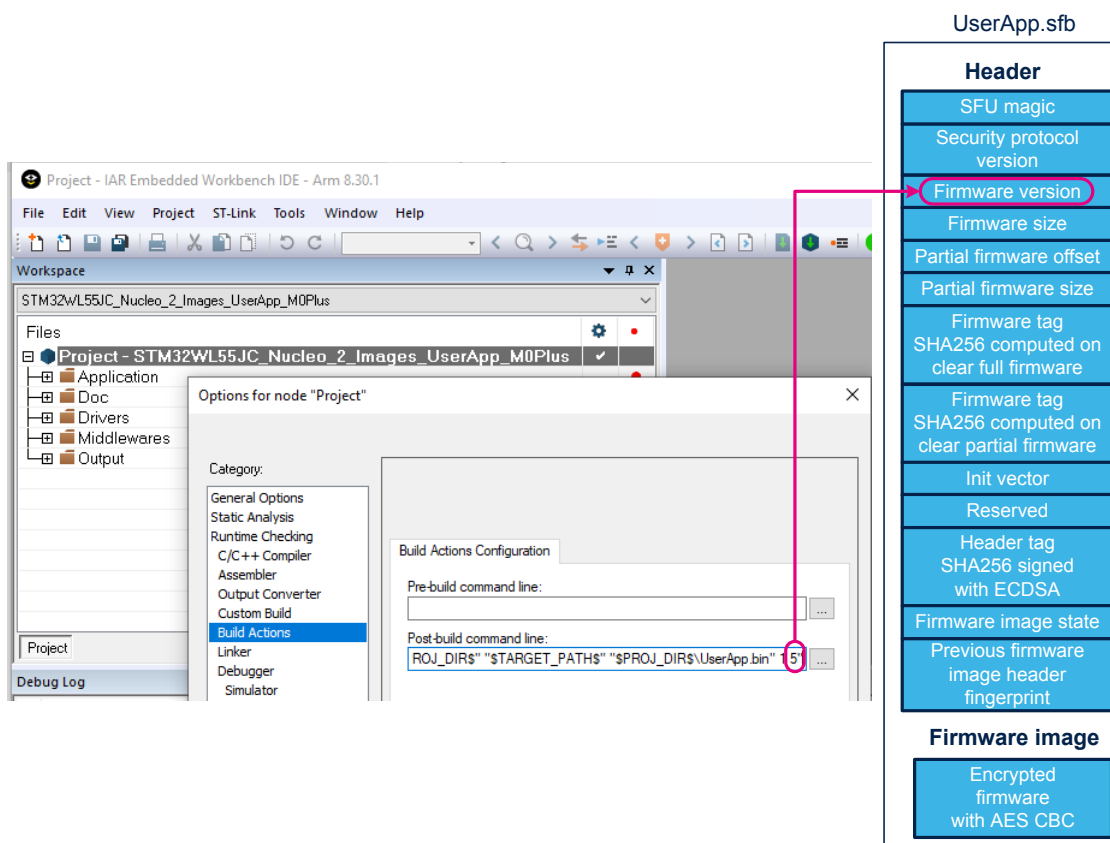 UserApp.sfb
Header
SFU magic
Security protocol
version
Firmware version
Firmware size
Partial firmware offset
Partial firmware size
Firmware tag
SHA256 computed on
clear full firmware
Firmware tag
SHA256 computed on
clear partial firmware
Init vector
Reserved
Header tag
SHA256 signed
with ECDSA
Firmware image state
Previous firmware
image header
fingerprint
Firmware image
Encrypted
firmware
with AES CBC
Project - IAR Embedded Workbench IDE - Arm 8.30.1
File Edit View Project ST-Link Tools Window Help
Workspace
STM32WL55JC_Nucleo_2_Images_UserApp_M0Plus
Files
Project - STM32WL55JC_Nucleo_2_Images_UserApp_M0Plus
Application
Doc
Drivers
Middlewares
Output
Project
Debug Log
Options for node "Project"
Category:
General Options
Static Analysis
Runtime Checking
C/C++ Compiler
Assembler
Output Converter
Custom Build
Build Actions
Linker
Debugger
Simulator
Build Actions Configuration
Pre-build command line:
...
Post-build command line:
ROJ_DIR$" "$TARGET_PATH$" "$PROJ_DIR$\UserApp.bin" 1 5"
...